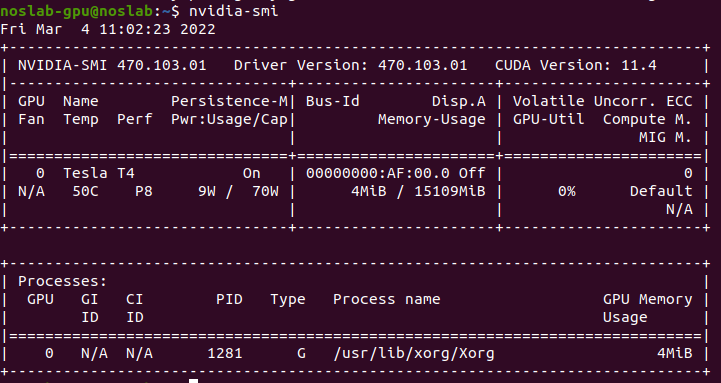 noslab-gpu@noslab:~$ nvidia-smi
Fri Mar  4 11:02:23 2022
+-----------------------------------------------------------------------------+
| NVIDIA-SMI 470.103.01   Driver Version: 470.103.01   CUDA Version: 11.4     |
|-------------------------------+----------------------+----------------------+
| GPU  Name        Persistence-M| Bus-Id        Disp.A | Volatile Uncorr. ECC |
| Fan  Temp  Perf  Pwr:Usage/Cap|         Memory-Usage | GPU-Util  Compute M. |
|                               |                      |               MIG M. |
|===============================+======================+======================|
|   0  Tesla T4            On   | 00000000:AF:00.0 Off |                    0 |
| N/A   50C    P8     9W /  70W |      4MiB / 15109MiB |      0%      Default |
|                               |                      |                  N/A |
+-------------------------------+----------------------+----------------------+
+-----------------------------------------------------------------------------+
| Processes:                                                                  |
|  GPU   GI   CI        PID   Type   Process name                  GPU Memory |
|        ID   ID                                                   Usage      |
|=============================================================================|
|    0   N/A  N/A      1281      G   /usr/lib/xorg/Xorg                  4MiB |
+-----------------------------------------------------------------------------+